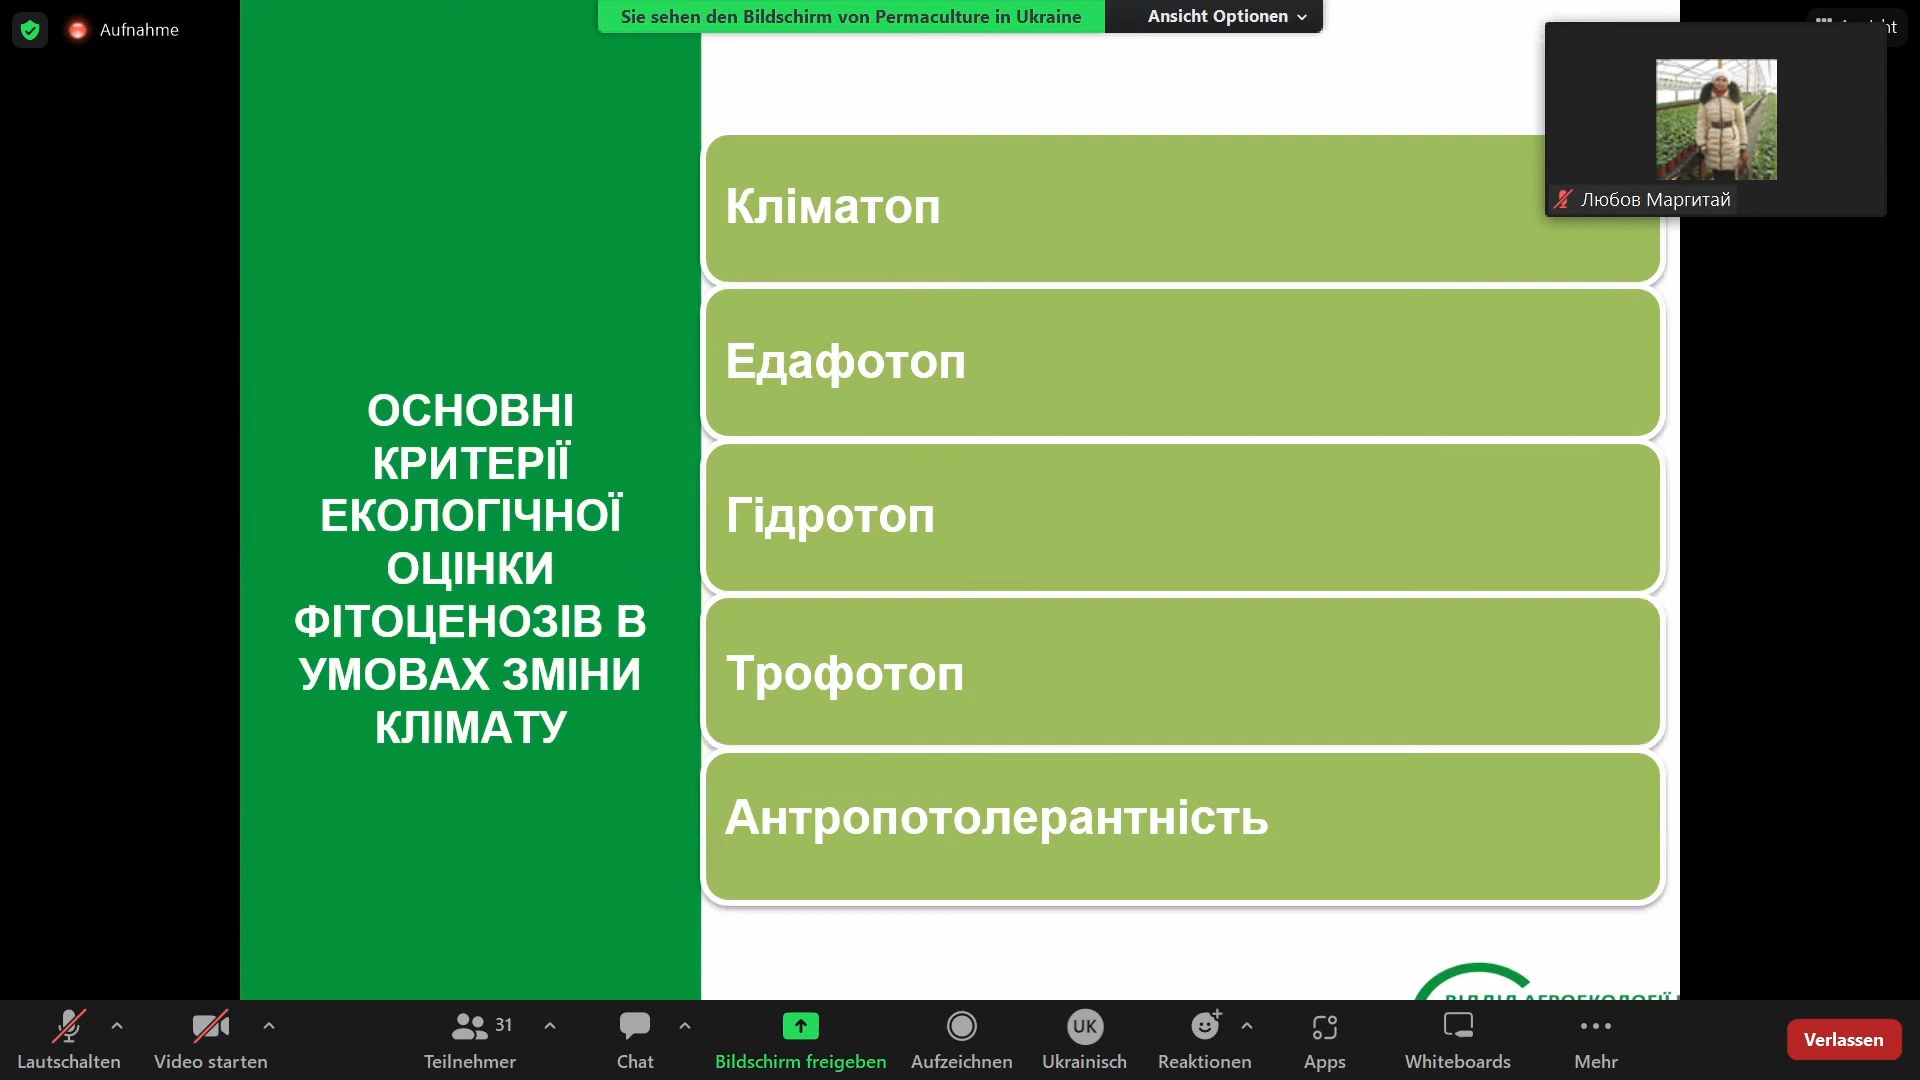 Aufnahme
Sie sehen den Bildschirm von Permaculture in Ukraine
Ansicht Optionen
Любов Маргитай
ОСНОВНІ
КРИТЕРІЇ
ЕКОЛОГІЧНОЇ
ОЦІНКИ
ФІТОЦЕНОЗІВ В
УМОВАХ ЗМІНИ
КЛІМАТУ
Кліматоп
Едафотоп
Гідротоп
Трофотоп
Антропотолерантність
Lautschalten
Video starten
31
Teilnehmer
Chat
Bildschirm freigeben
Aufzeichnen
UK
Ukrainisch
Reaktionen
Apps
Whiteboards
Mehr
Verlassen